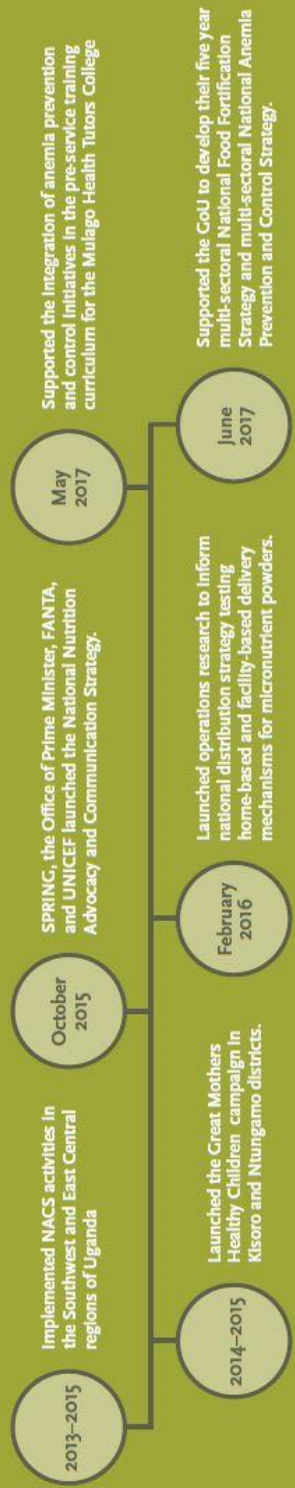 2013–2015
Implemented NACS activities in
the Southwest and East Central
regions of Uganda
2014–2015
Launched the Great Mothers
Healthy Children campaign in
Kisoro and Ntungamo districts.
October
2015
SPRING, the Office of Prime Minister, FANTA,
and UNICEF launched the National Nutrition
Advocacy and Communication Strategy.
February
2016
Launched operations research to inform
national distribution strategy testing
home-based and facility-based delivery
mechanisms for micronutrient powders.
May
2017
Supported the integration of anemia prevention
and control initiatives in the pre-service training
curriculum for the Mulago Health Tutors College
June
2017
Supported the GoU to develop their five year
multi-sectoral National Food Fortification
Strategy and multi-sectoral National Anemia
Prevention and Control Strategy.